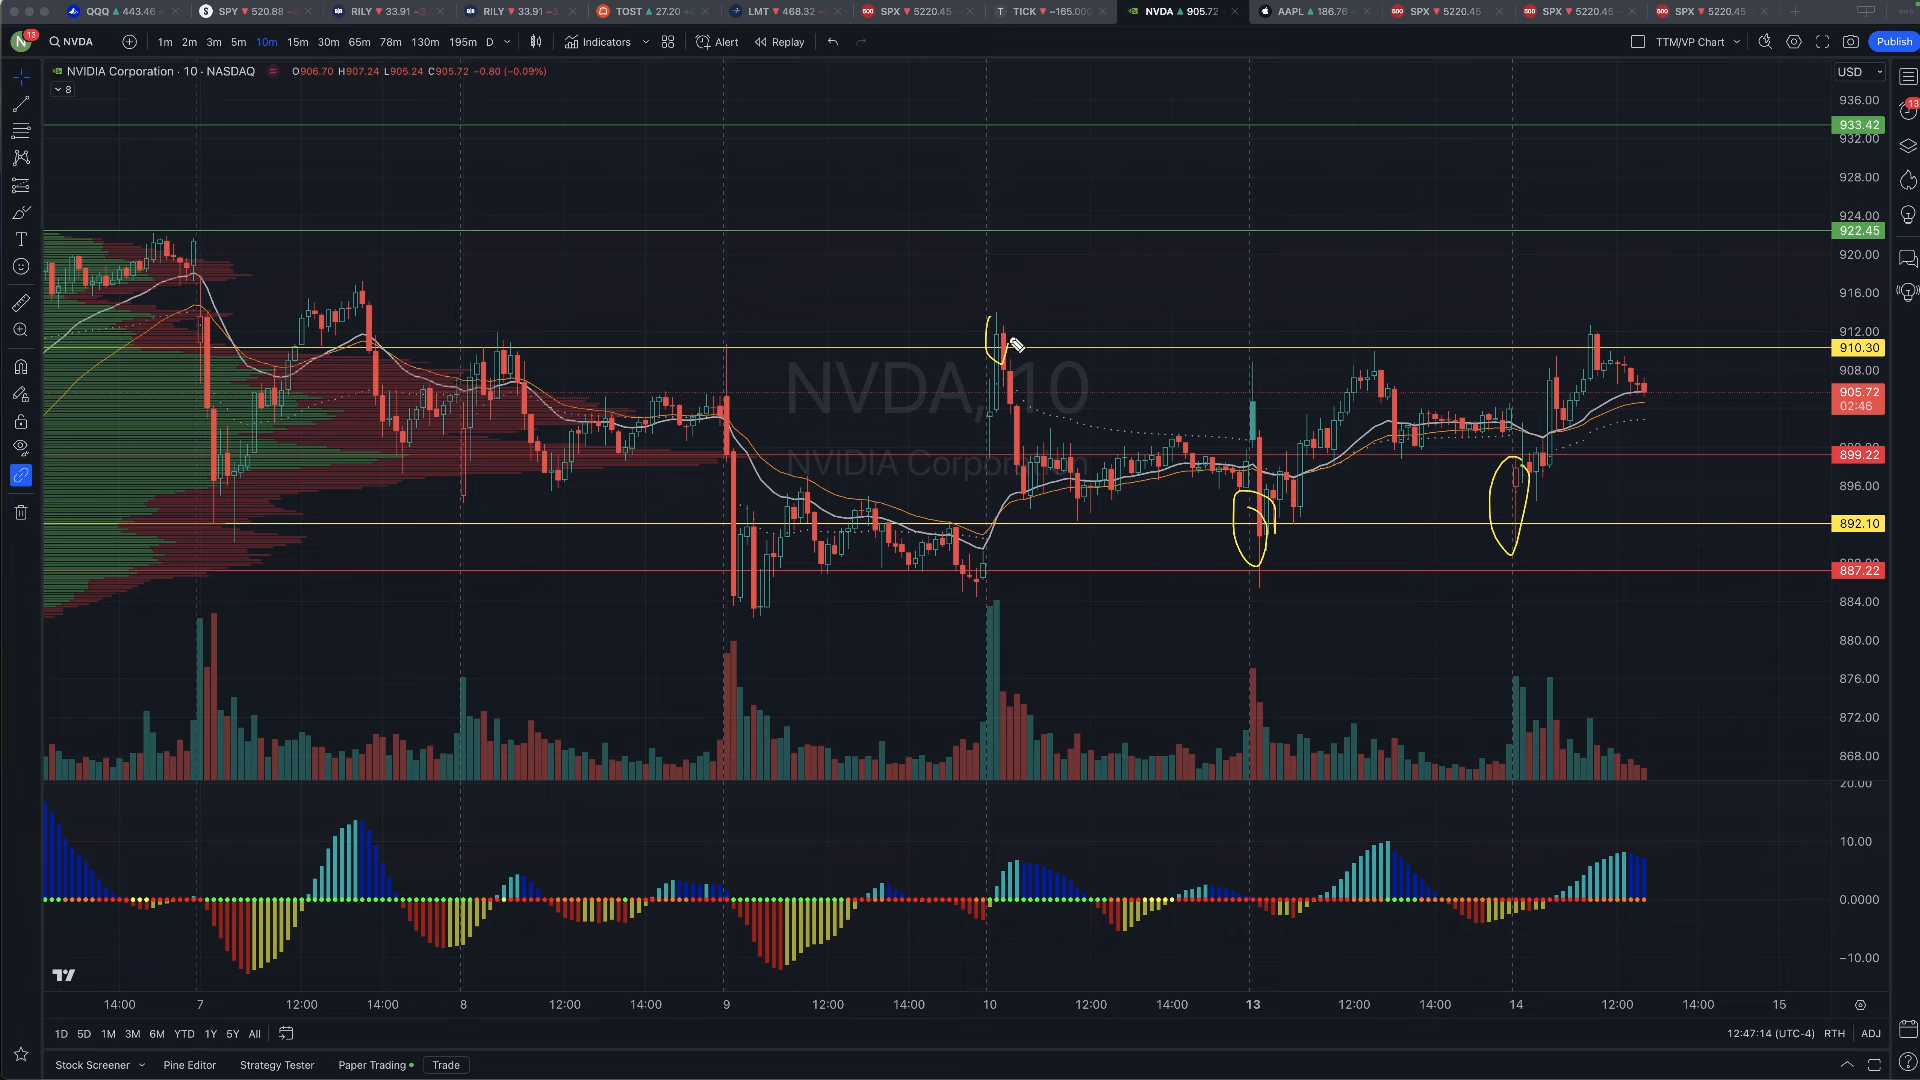 QQQ ▲ 443.46
SPY ▼ 520.88
RILY ▼ 33.91
RILY ▼ 33.91
TOST ▲ 27.20
LMT ▼ 468.32
SPX ▼ 5220.45
TICK ▼ −165.00
NVDA ▲ 905.72
AAPL ▲ 186.76
SPX ▼ 5220.45
SPX ▼ 5220.45
SPX ▼ 5220.45
N 13 NVDA 1m 2m 3m 5m 10m 15m 30m 65m 78m 130m 195m D Indicators Alert Replay TTM/VP Chart Publish
NVIDIA Corporation · 10 · NASDAQ O906.70 H907.24 L905.24 C905.72 −0.80 (−0.09%)
8
USD
936.00
933.42
932.00
928.00
924.00
922.45
920.00
916.00
912.00
910.30
908.00
905.72
02:46
899.22
896.00
892.10
887.22
884.00
880.00
876.00
872.00
868.00
20.00
10.00
0.0000
−10.00
13
NVDA, 10
NVIDIA Corporation
14:00 7 12:00 14:00 8 12:00 14:00 9 12:00 14:00 10 12:00 14:00 13 12:00 14:00 14 12:00 14:00 15
1D 5D 1M 3M 6M YTD 1Y 5Y All 12:47:14 (UTC-4) RTH ADJ
Stock Screener Pine Editor Strategy Tester Paper Trading Trade